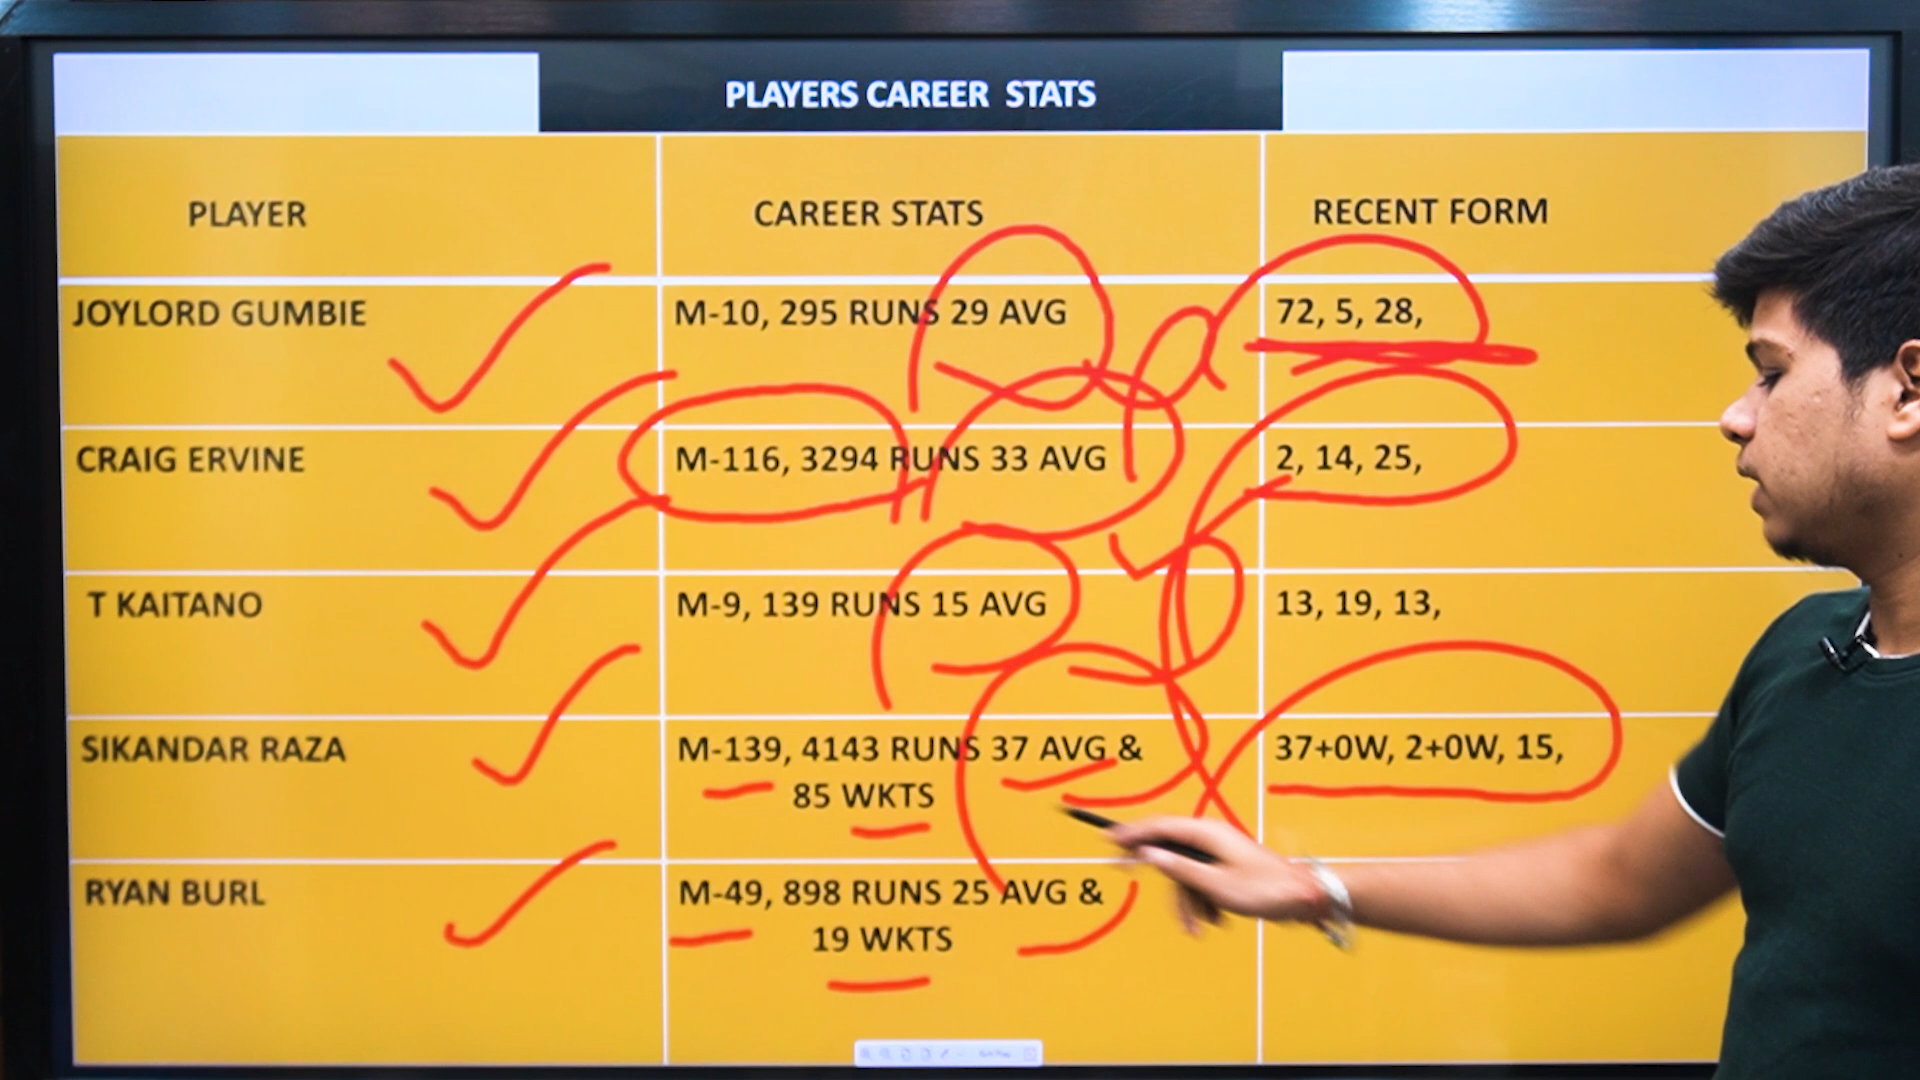 PLAYERS CAREER STATS
PLAYER
CAREER STATS
RECENT FORM
JOYLORD GUMBIE
M-10, 295 RUNS 29 AVG
72, 5, 28,
CRAIG ERVINE
M-116, 3294 RUNS 33 AVG
2, 14, 25,
T KAITANO
M-9, 139 RUNS 15 AVG
13, 19, 13,
SIKANDAR RAZA
M-139, 4143 RUNS 37 AVG &
85 WKTS
37+0W, 2+0W, 15,
RYAN BURL
M-49, 898 RUNS 25 AVG &
19 WKTS